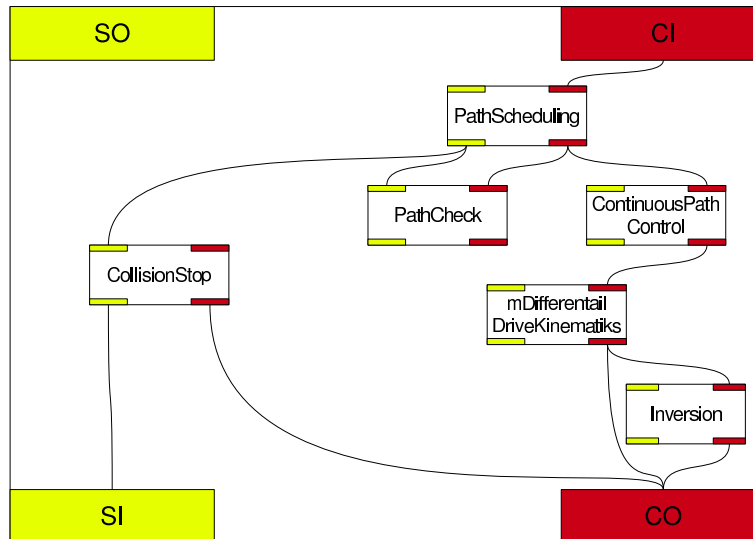 SO
CI
PathScheduling
PathCheck
ContinuousPath
Control
CollisionStop
mDifferentail
DriveKinematiks
Inversion
SI
CO